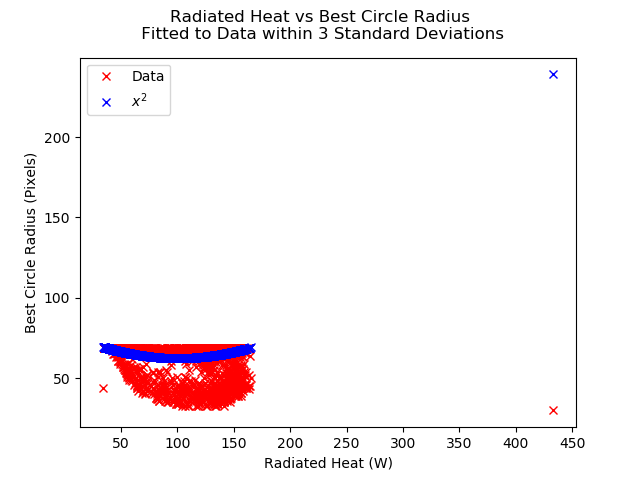 Radiated Heat vs Best Circle Radius
Fitted to Data within 3 Standard Deviations
Data
x²
200
150
100
50
Best Circle Radius (Pixels)
50 100 150 200 250 300 350 400 450
Radiated Heat (W)